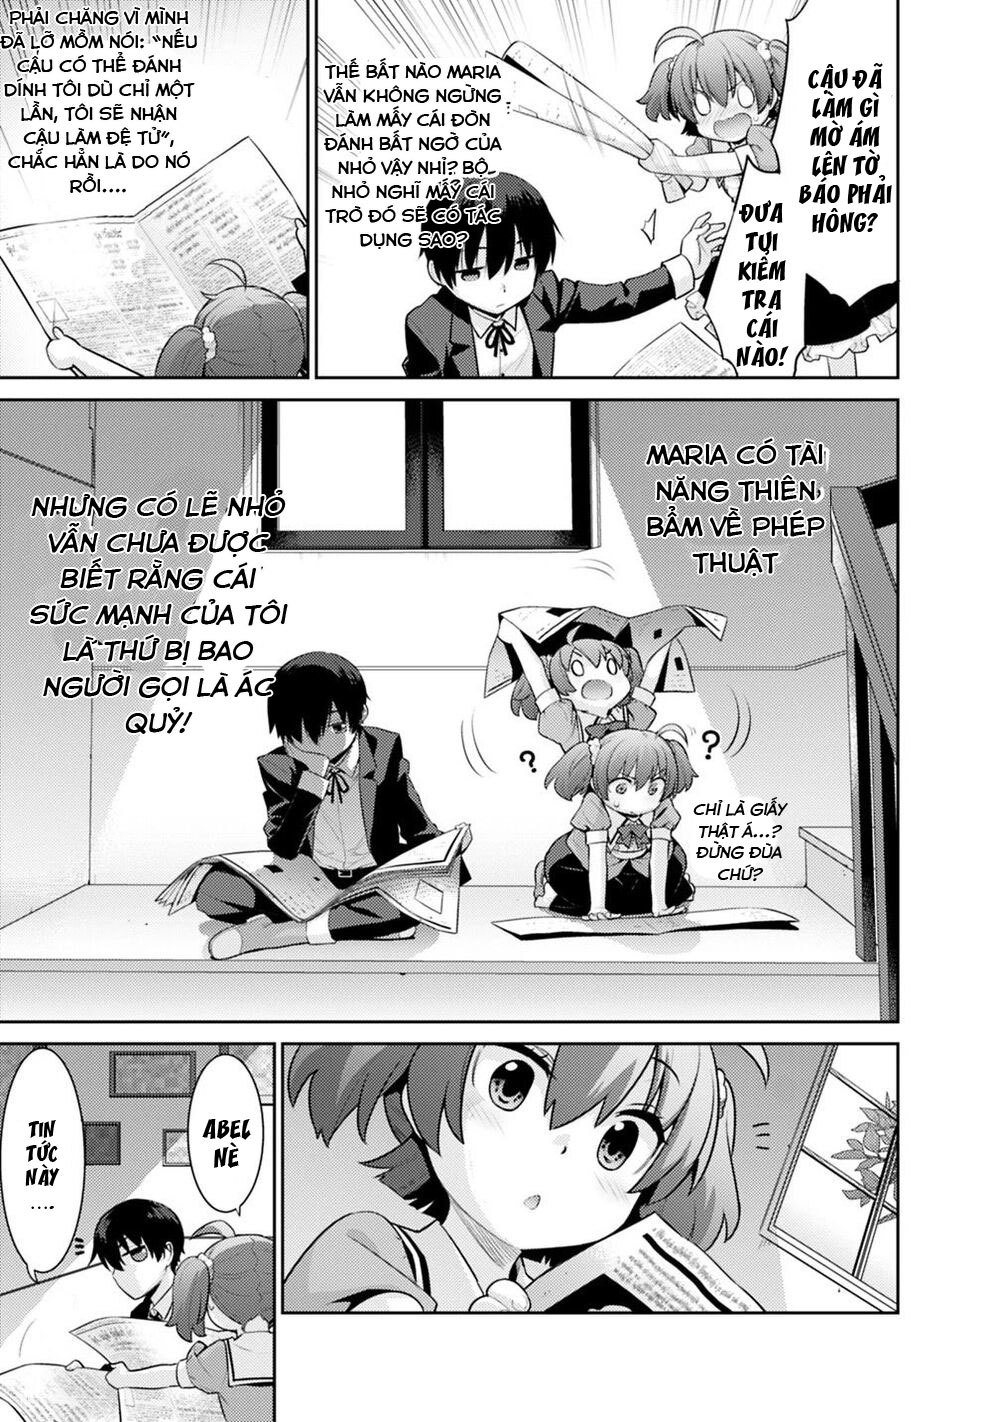 CẬU ĐÃ
LÀM GÌ
MỜ ÁM
LÊN TỜ
BÁO PHẢI
HÔNG?
ĐƯA
TỤI
KIỂM
TRA
CÁI
NÀO!
THẾ BẤT NÀO MARIA
VẪN KHÔNG NGỪNG
LÀM MẤY CÁI ĐÒN
ĐÁNH BẤT NGỜ CỦA
NHỎ VẬY NHỈ? BỘ
NHỎ NGHĨ MẤY CÁI
TRÒ ĐÓ SẼ CÓ TÁC
DỤNG SAO?
PHẢI CHĂNG VÌ MÌNH
ĐÃ LỠ MỒM NÓI: "NẾU
CẬU CÓ THỂ ĐÁNH
DÍNH TÔI DÙ CHỈ MỘT
LẦN, TÔI SẼ NHẬN
CẬU LÀM ĐỆ TỬ",
CHẮC HẲN LÀ DO NÓ
RỒI....
MARIA CÓ TÀI
NĂNG THIÊN
BẨM VỀ PHÉP
THUẬT
NHƯNG CÓ LẼ NHỎ
VẪN CHƯA ĐƯỢC
BIẾT RẰNG CÁI
SỨC MẠNH CỦA TÔI
LÀ THỨ BỊ BAO
NGƯỜI GỌI LÀ ÁC
QUỶ!
?
?
CHỈ LÀ GIẤY
THẬT Á...?
ĐỪNG ĐÙA
CHỨ?
ABEL
NÈ
TIN
TỨC
NÀY
....